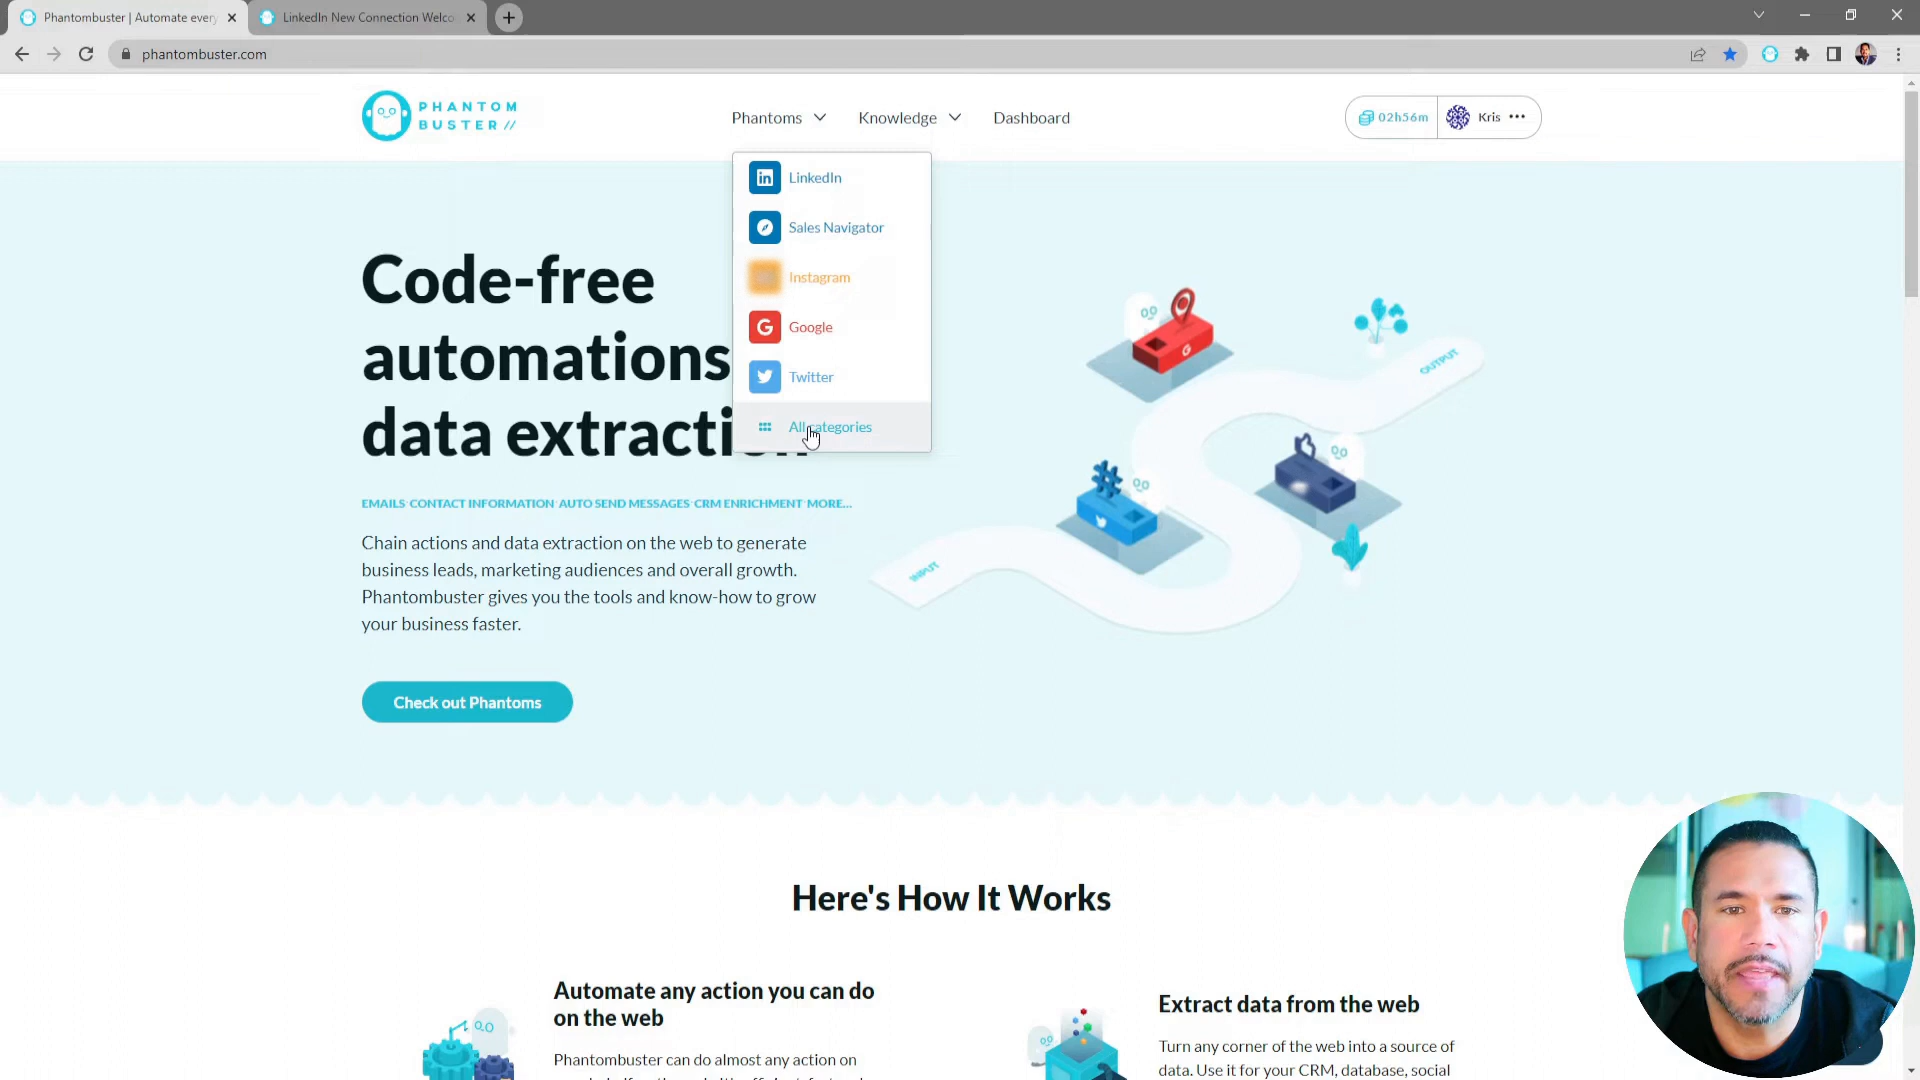 Phantombuster | Automate every
LinkedIn New Connection Welco
phantombuster.com
PHANTOM
BUSTER //
Phantoms
Knowledge
Dashboard
02h56m
Kris
LinkedIn
Sales Navigator
Instagram
Google
Twitter
All categories
Code-free
automations
data extraction
EMAILS CONTACT INFORMATION AUTO SEND MESSAGES CRM ENRICHMENT MORE...
Chain actions and data extraction on the web to generate
business leads, marketing audiences and overall growth.
Phantombuster gives you the tools and know-how to grow
your business faster.
Check out Phantoms
INPUT
OUTPUT
Here's How It Works
Automate any action you can do
on the web
Phantombuster can do almost any action on
Extract data from the web
Turn any corner of the web into a source of
data. Use it for your CRM, database, social